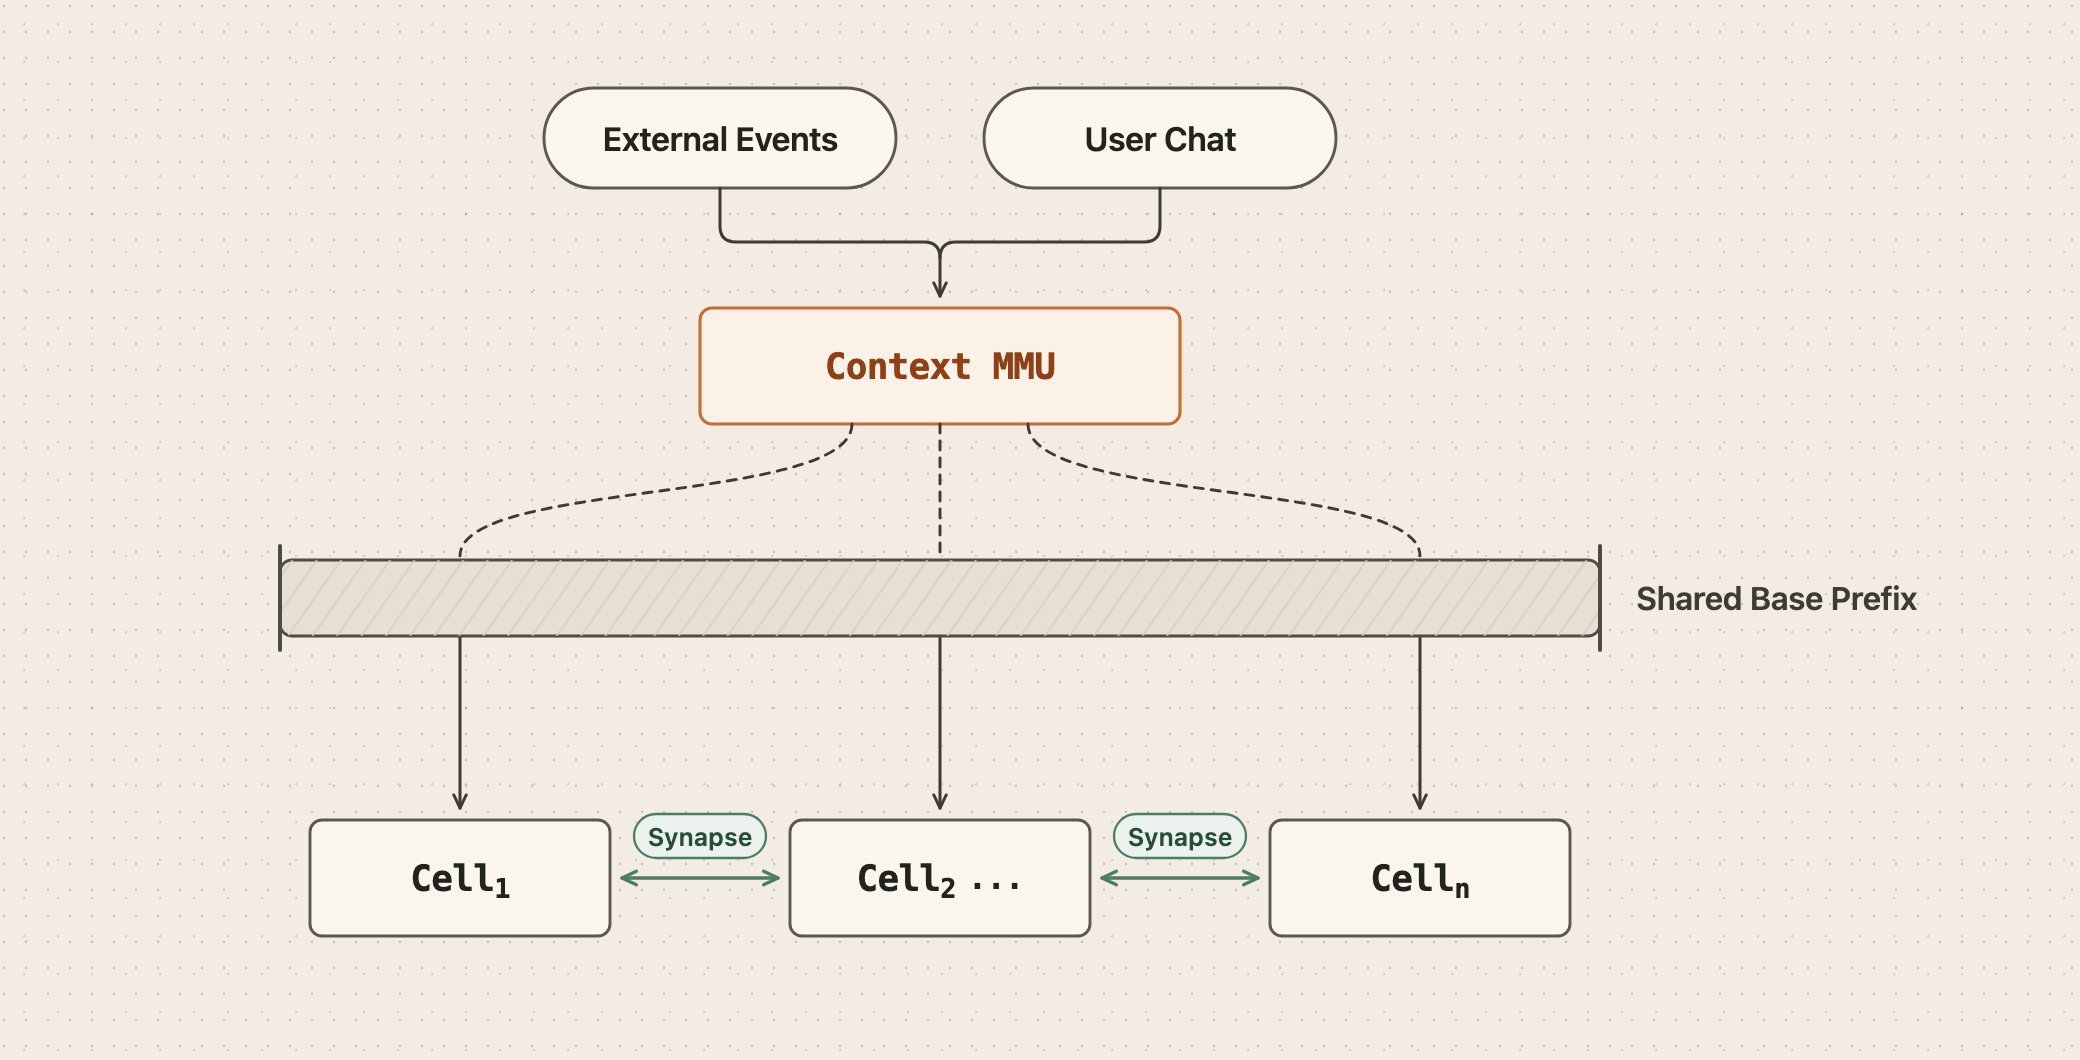 External Events
User Chat
Context MMU
Shared Base Prefix
Synapse
Synapse
Cell₁
Cell₂ ...
Cellₙ